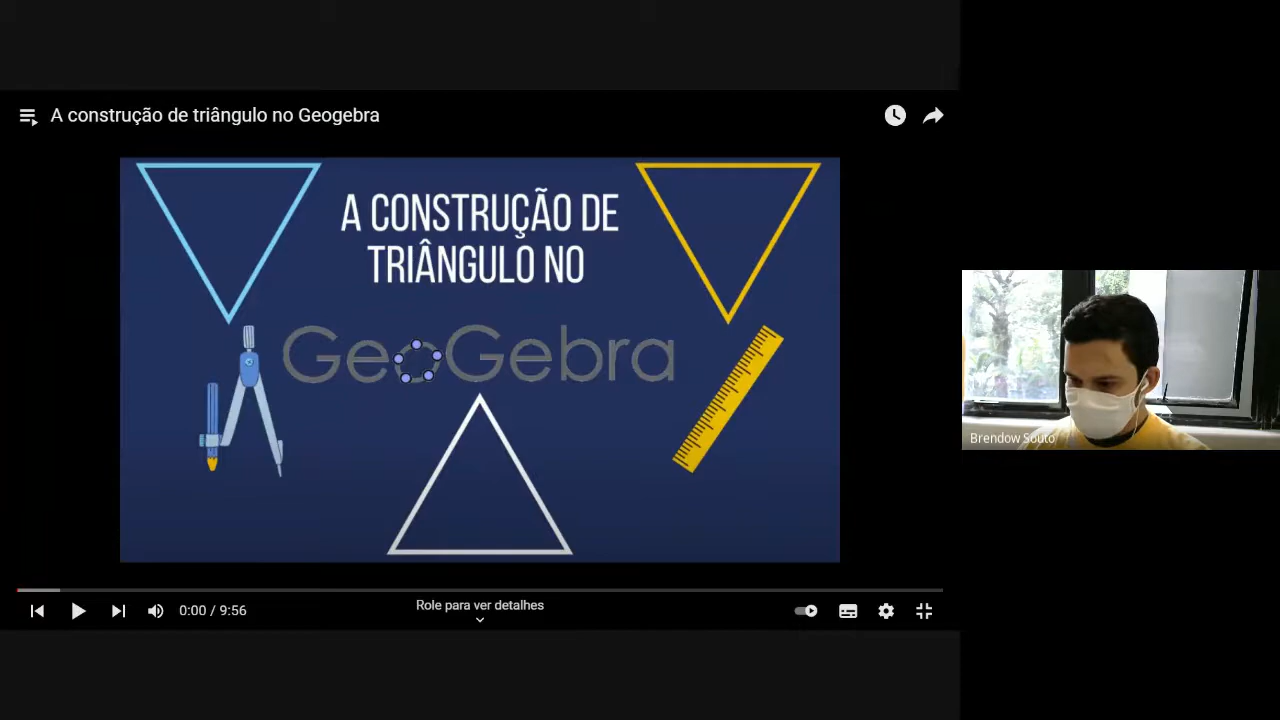 A construção de triângulo no Geogebra
A CONSTRUÇÃO DE
TRIÂNGULO NO
GeoGebra
Brendow Souto
0:00 / 9:56
Role para ver detalhes